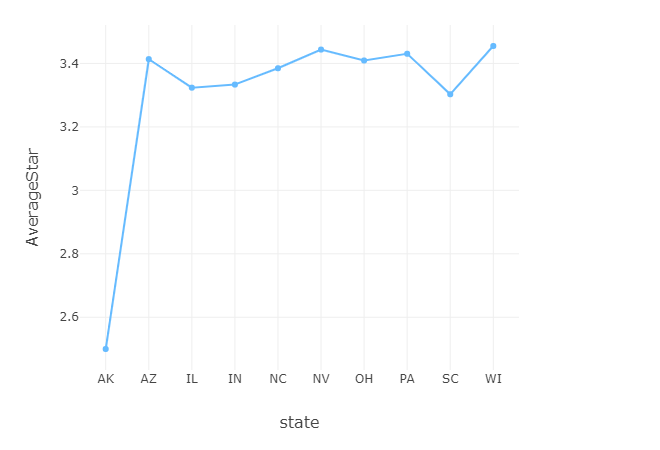 3.4
3.2
3
2.8
2.6
AverageStar
AK AZ IL IN NC NV OH PA SC WI
state